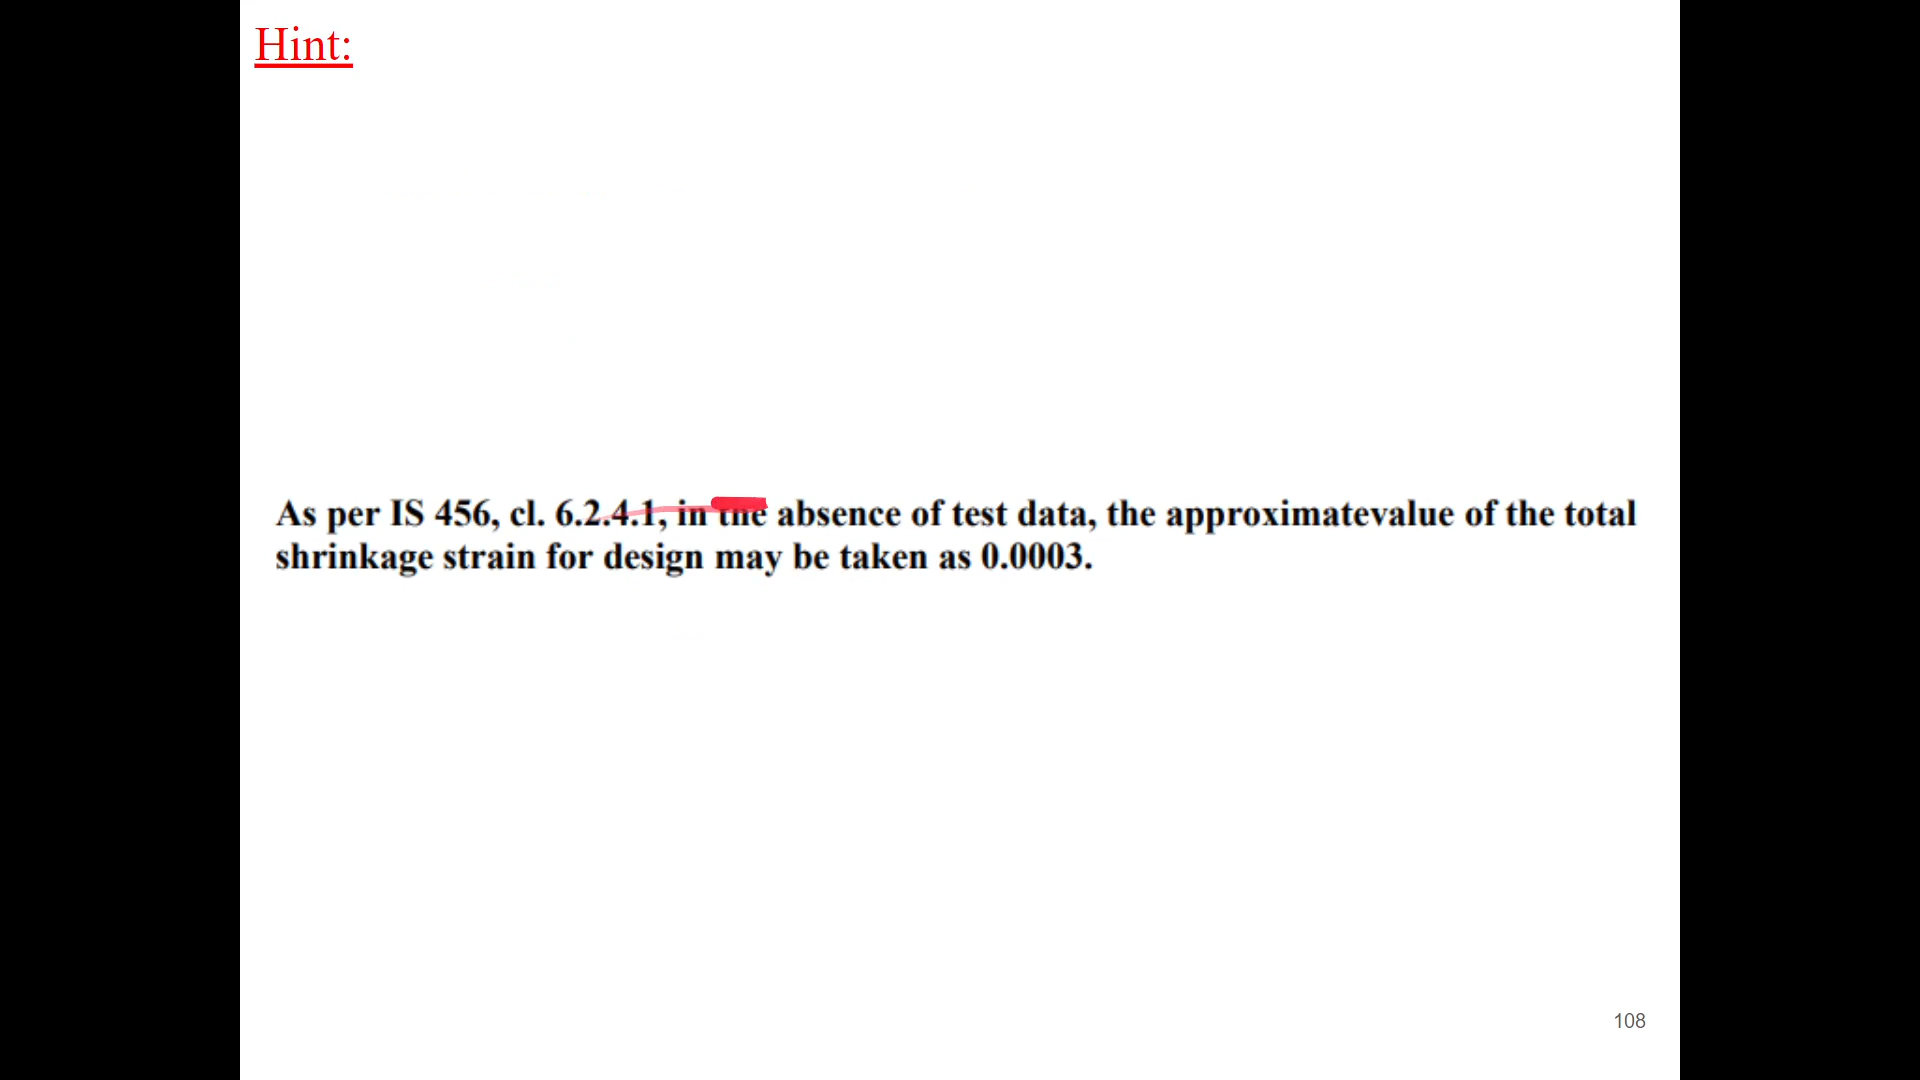 Hint:
As per IS 456, cl. 6.2.4.1, in the absence of test data, the approximatevalue of the total
shrinkage strain for design may be taken as 0.0003.
108